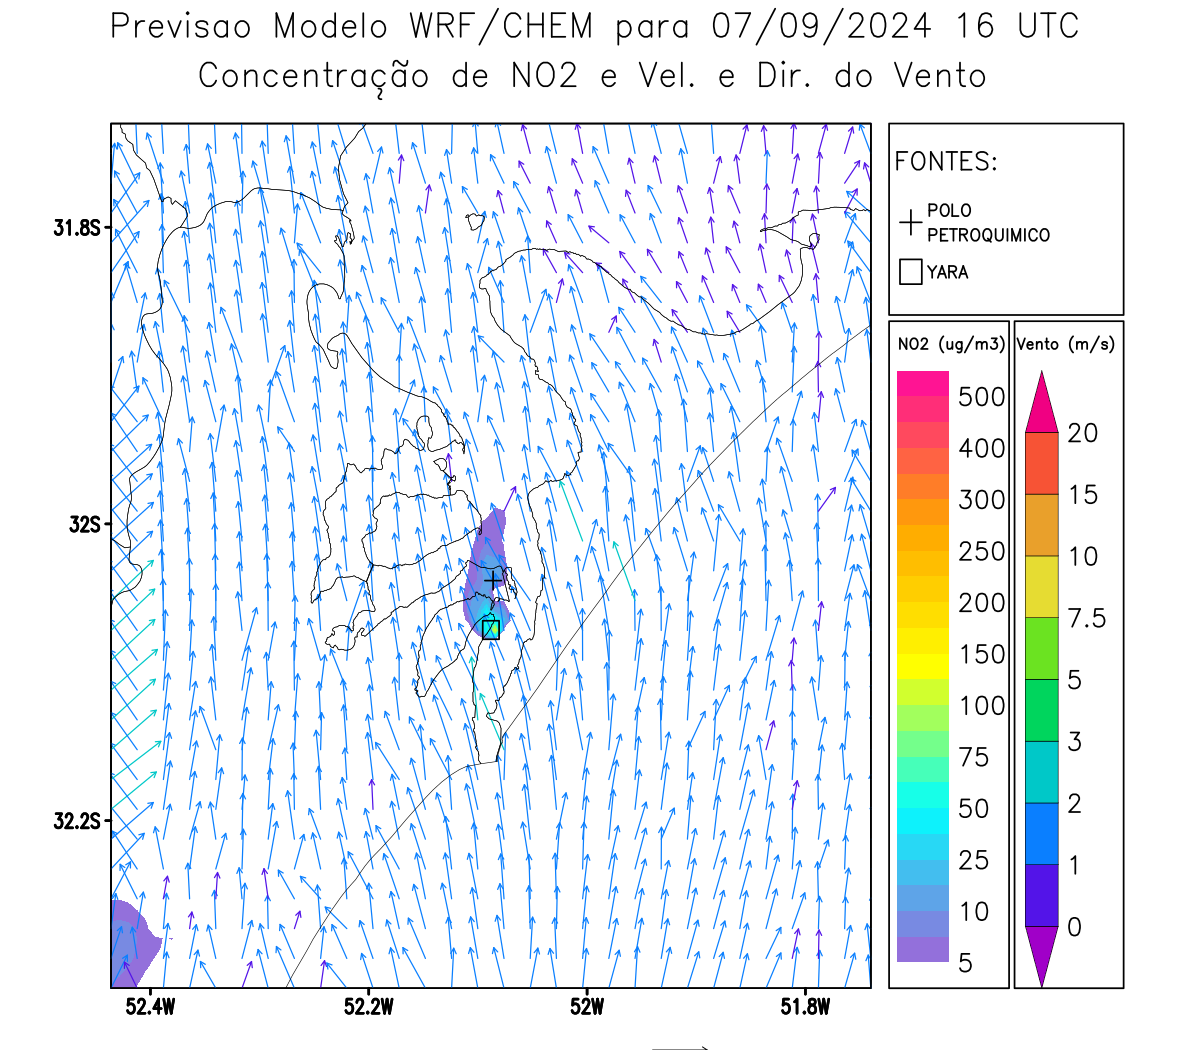 Previsao Modelo WRF/CHEM para 07/09/2024 16 UTC
Concentração de NO2 e Vel. e Dir. do Vento
FONTES:
POLO
PETROQUIMICO
YARA
NO2 (ug/m3)
500
400
300
250
200
150
100
75
50
25
10
5
Vento (m/s)
20
15
10
7.5
5
3
2
1
0
31.8S
32S
32.2S
52.4W
52.2W
52W
51.8W